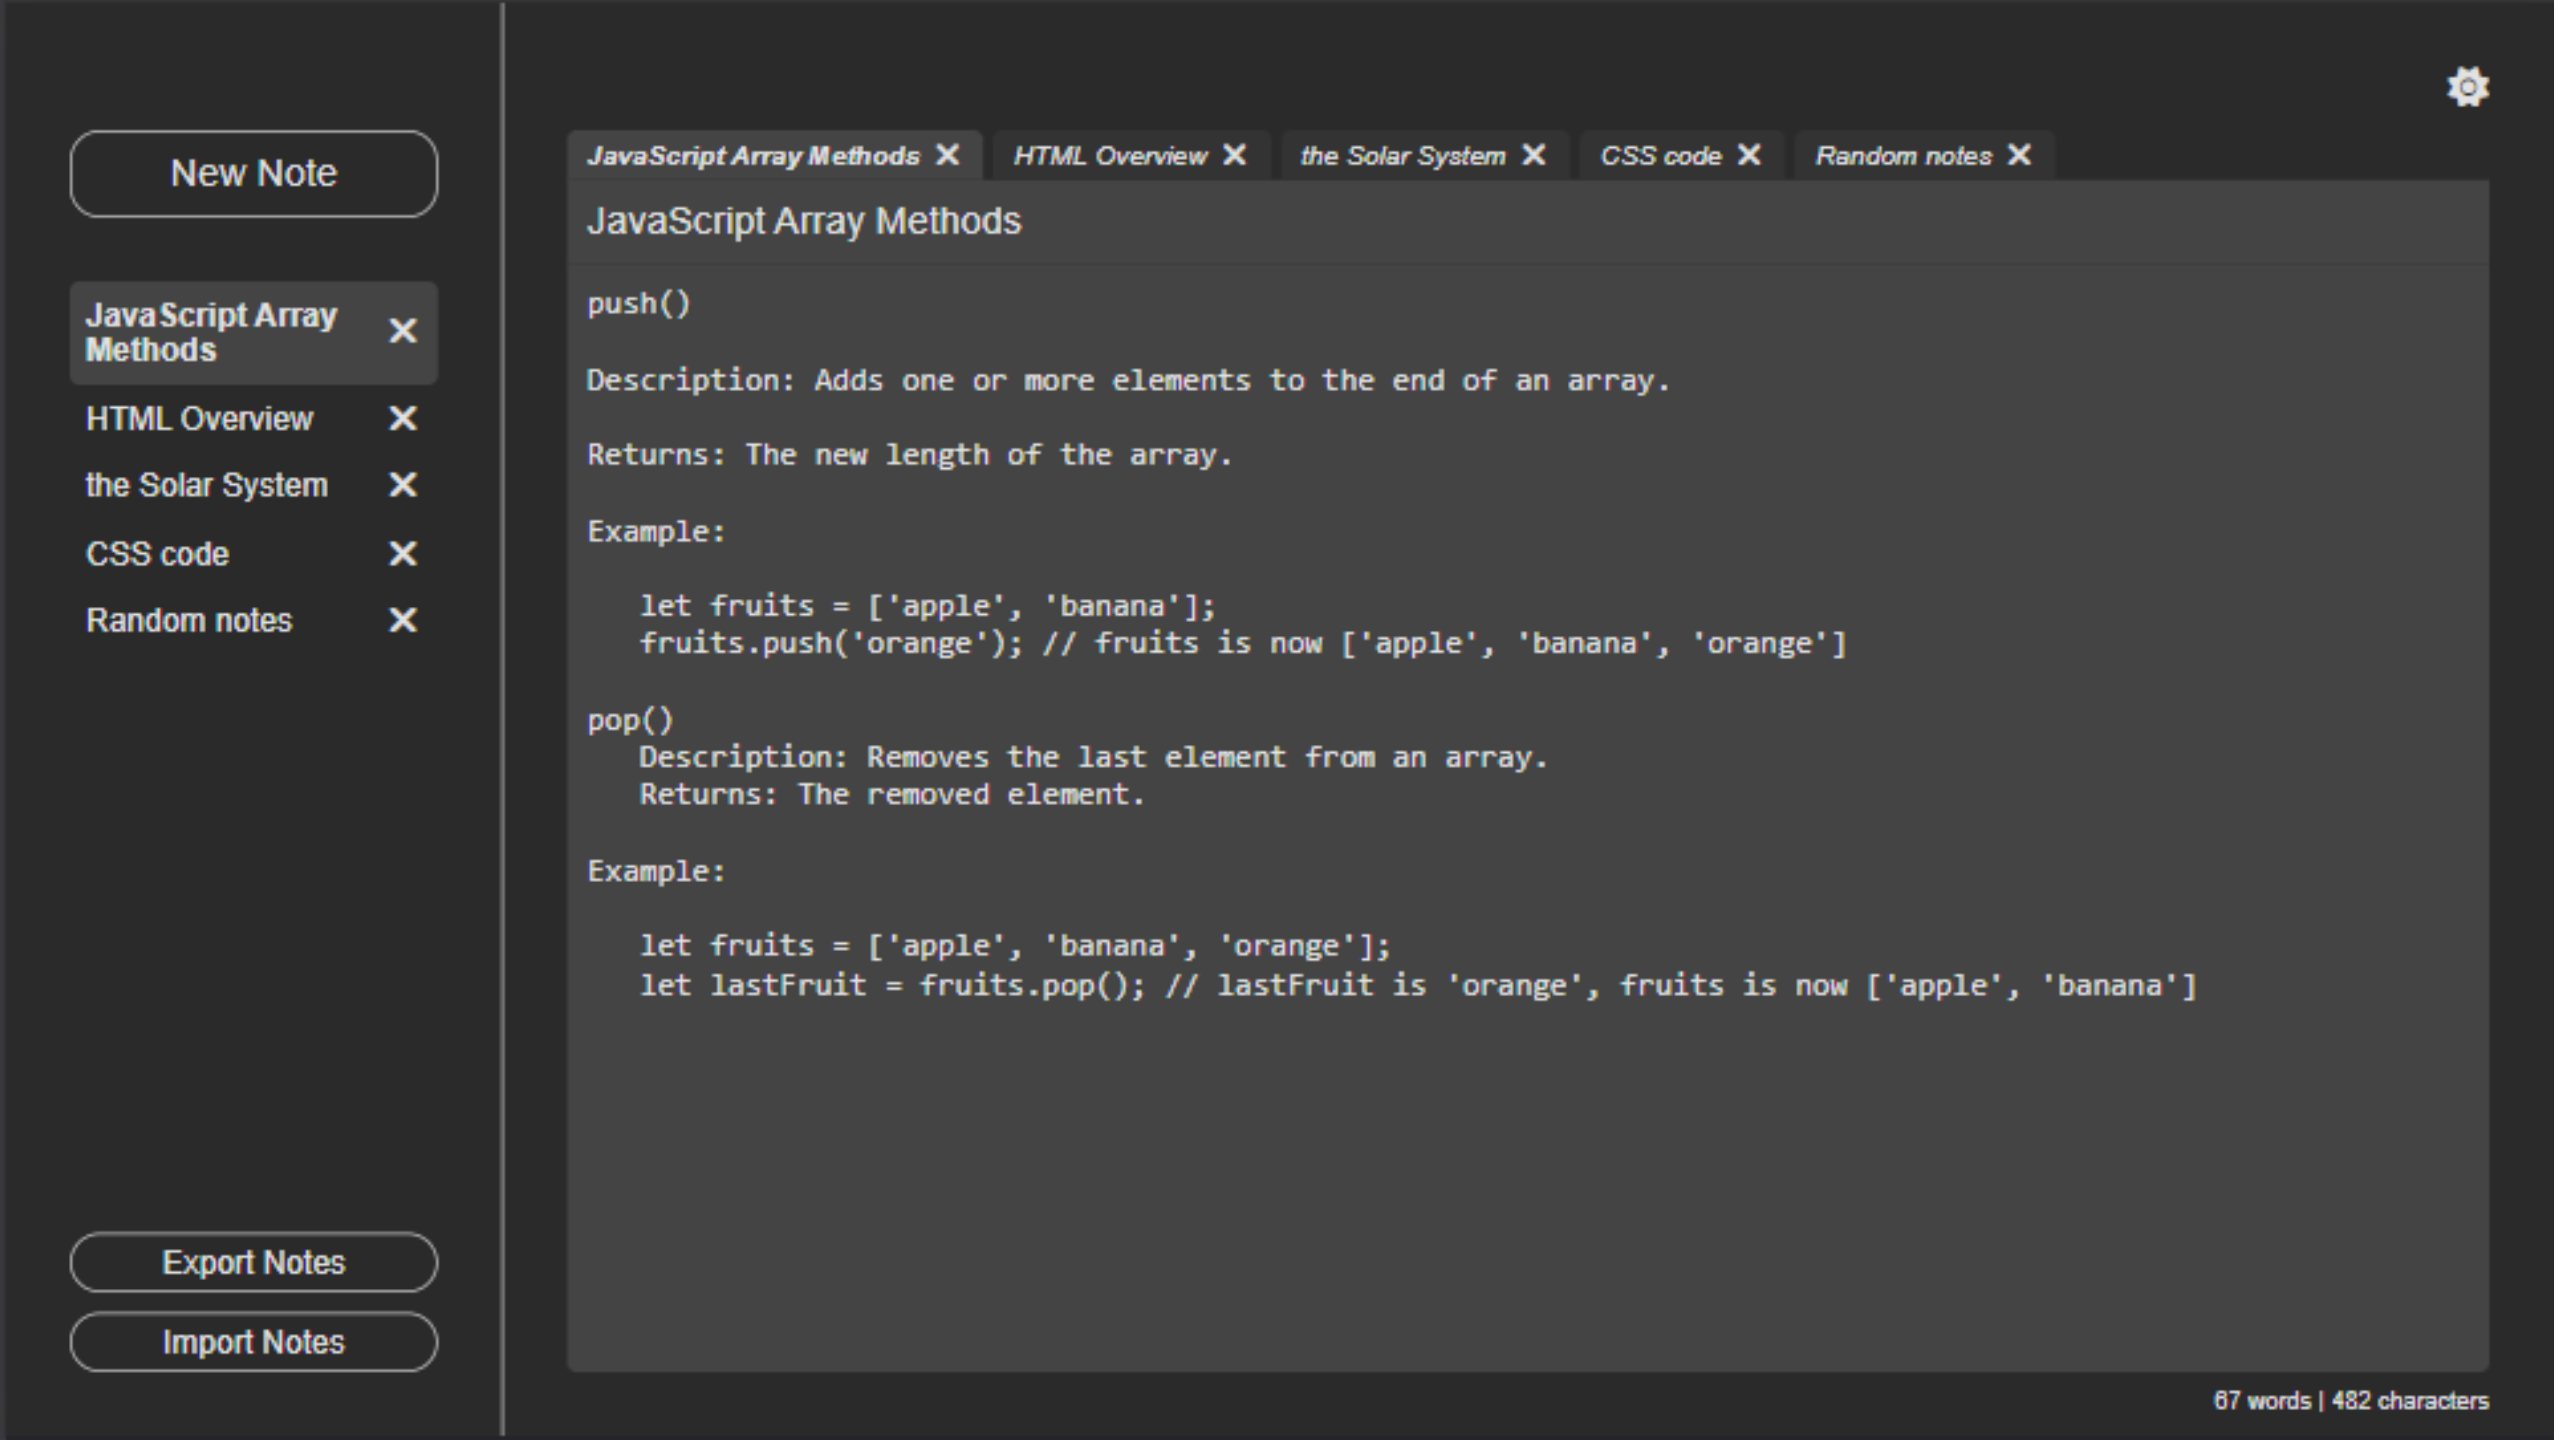 New Note
JavaScript Array
Methods
HTML Overview
the Solar System
CSS code
Random notes
Export Notes
Import Notes
JavaScript Array Methods
HTML Overview
the Solar System
CSS code
Random notes
JavaScript Array Methods
push()
Description: Adds one or more elements to the end of an array.
Returns: The new length of the array.
Example:
let fruits = ['apple', 'banana'];
fruits.push('orange'); // fruits is now ['apple', 'banana', 'orange']
pop()
Description: Removes the last element from an array.
Returns: The removed element.
Example:
let fruits = ['apple', 'banana', 'orange'];
let lastFruit = fruits.pop(); // lastFruit is 'orange', fruits is now ['apple', 'banana']
67 words | 482 characters